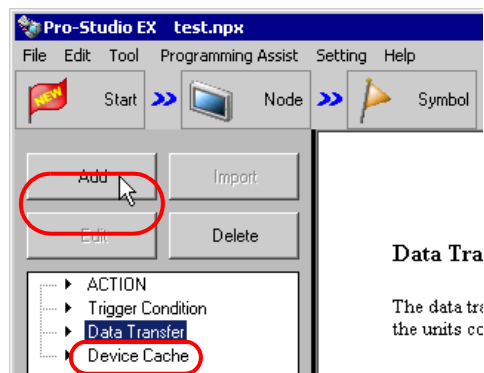 Pro-Studio EX test.npx
File Edit Tool Programming Assist Setting Help
NEW Start Node Symbol
Add Import
Edit Delete
ACTION
Trigger Condition
Data Transfer
Device Cache
Data Tra
The data tra
the units co